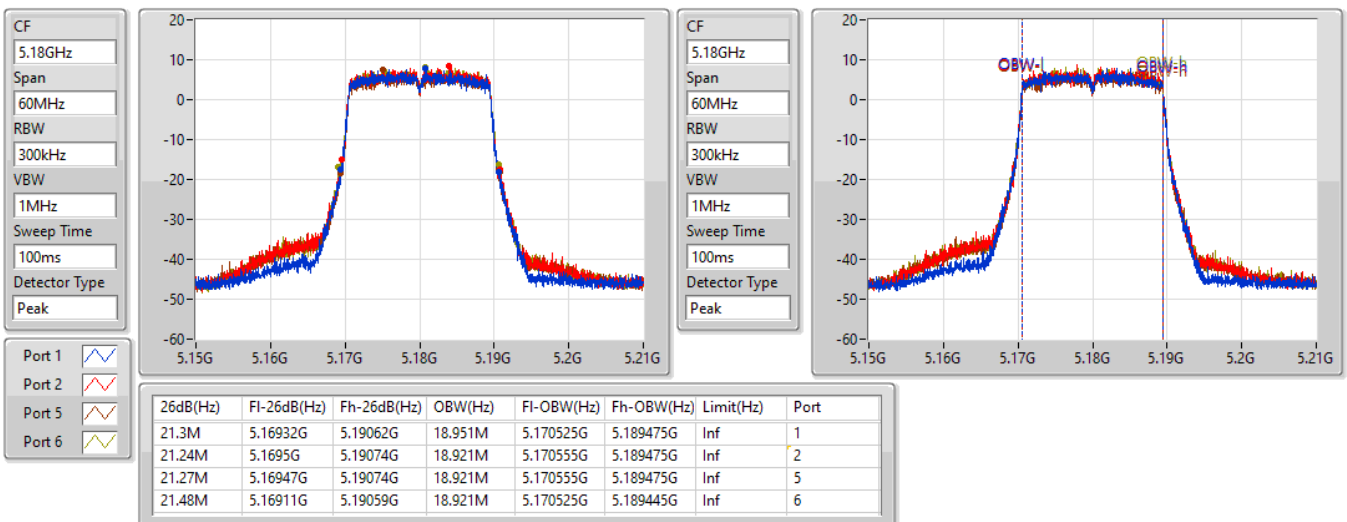 CF
5.18GHz
Span
60MHz
RBW
300kHz
VBW
1MHz
Sweep Time
100ms
Detector Type
Peak
20
10
0
-10
-20
-30
-40
-50
-60
5.15G 5.16G 5.17G 5.18G 5.19G 5.2G 5.21G
CF
5.18GHz
Span
60MHz
RBW
300kHz
VBW
1MHz
Sweep Time
100ms
Detector Type
Peak
20
10
0
-10
-20
-30
-40
-50
-60
OBW-l OBW-h
5.15G 5.16G 5.17G 5.18G 5.19G 5.2G 5.21G
Port 1
Port 2
Port 5
Port 6
26dB(Hz) Fl-26dB(Hz) Fh-26dB(Hz) OBW(Hz) Fl-OBW(Hz) Fh-OBW(Hz) Limit(Hz) Port
21.3M 5.16932G 5.19062G 18.951M 5.170525G 5.189475G Inf 1
21.24M 5.1695G 5.19074G 18.921M 5.170555G 5.189475G Inf 2
21.27M 5.16947G 5.19074G 18.921M 5.170555G 5.189475G Inf 5
21.48M 5.16911G 5.19059G 18.921M 5.170525G 5.189445G Inf 6